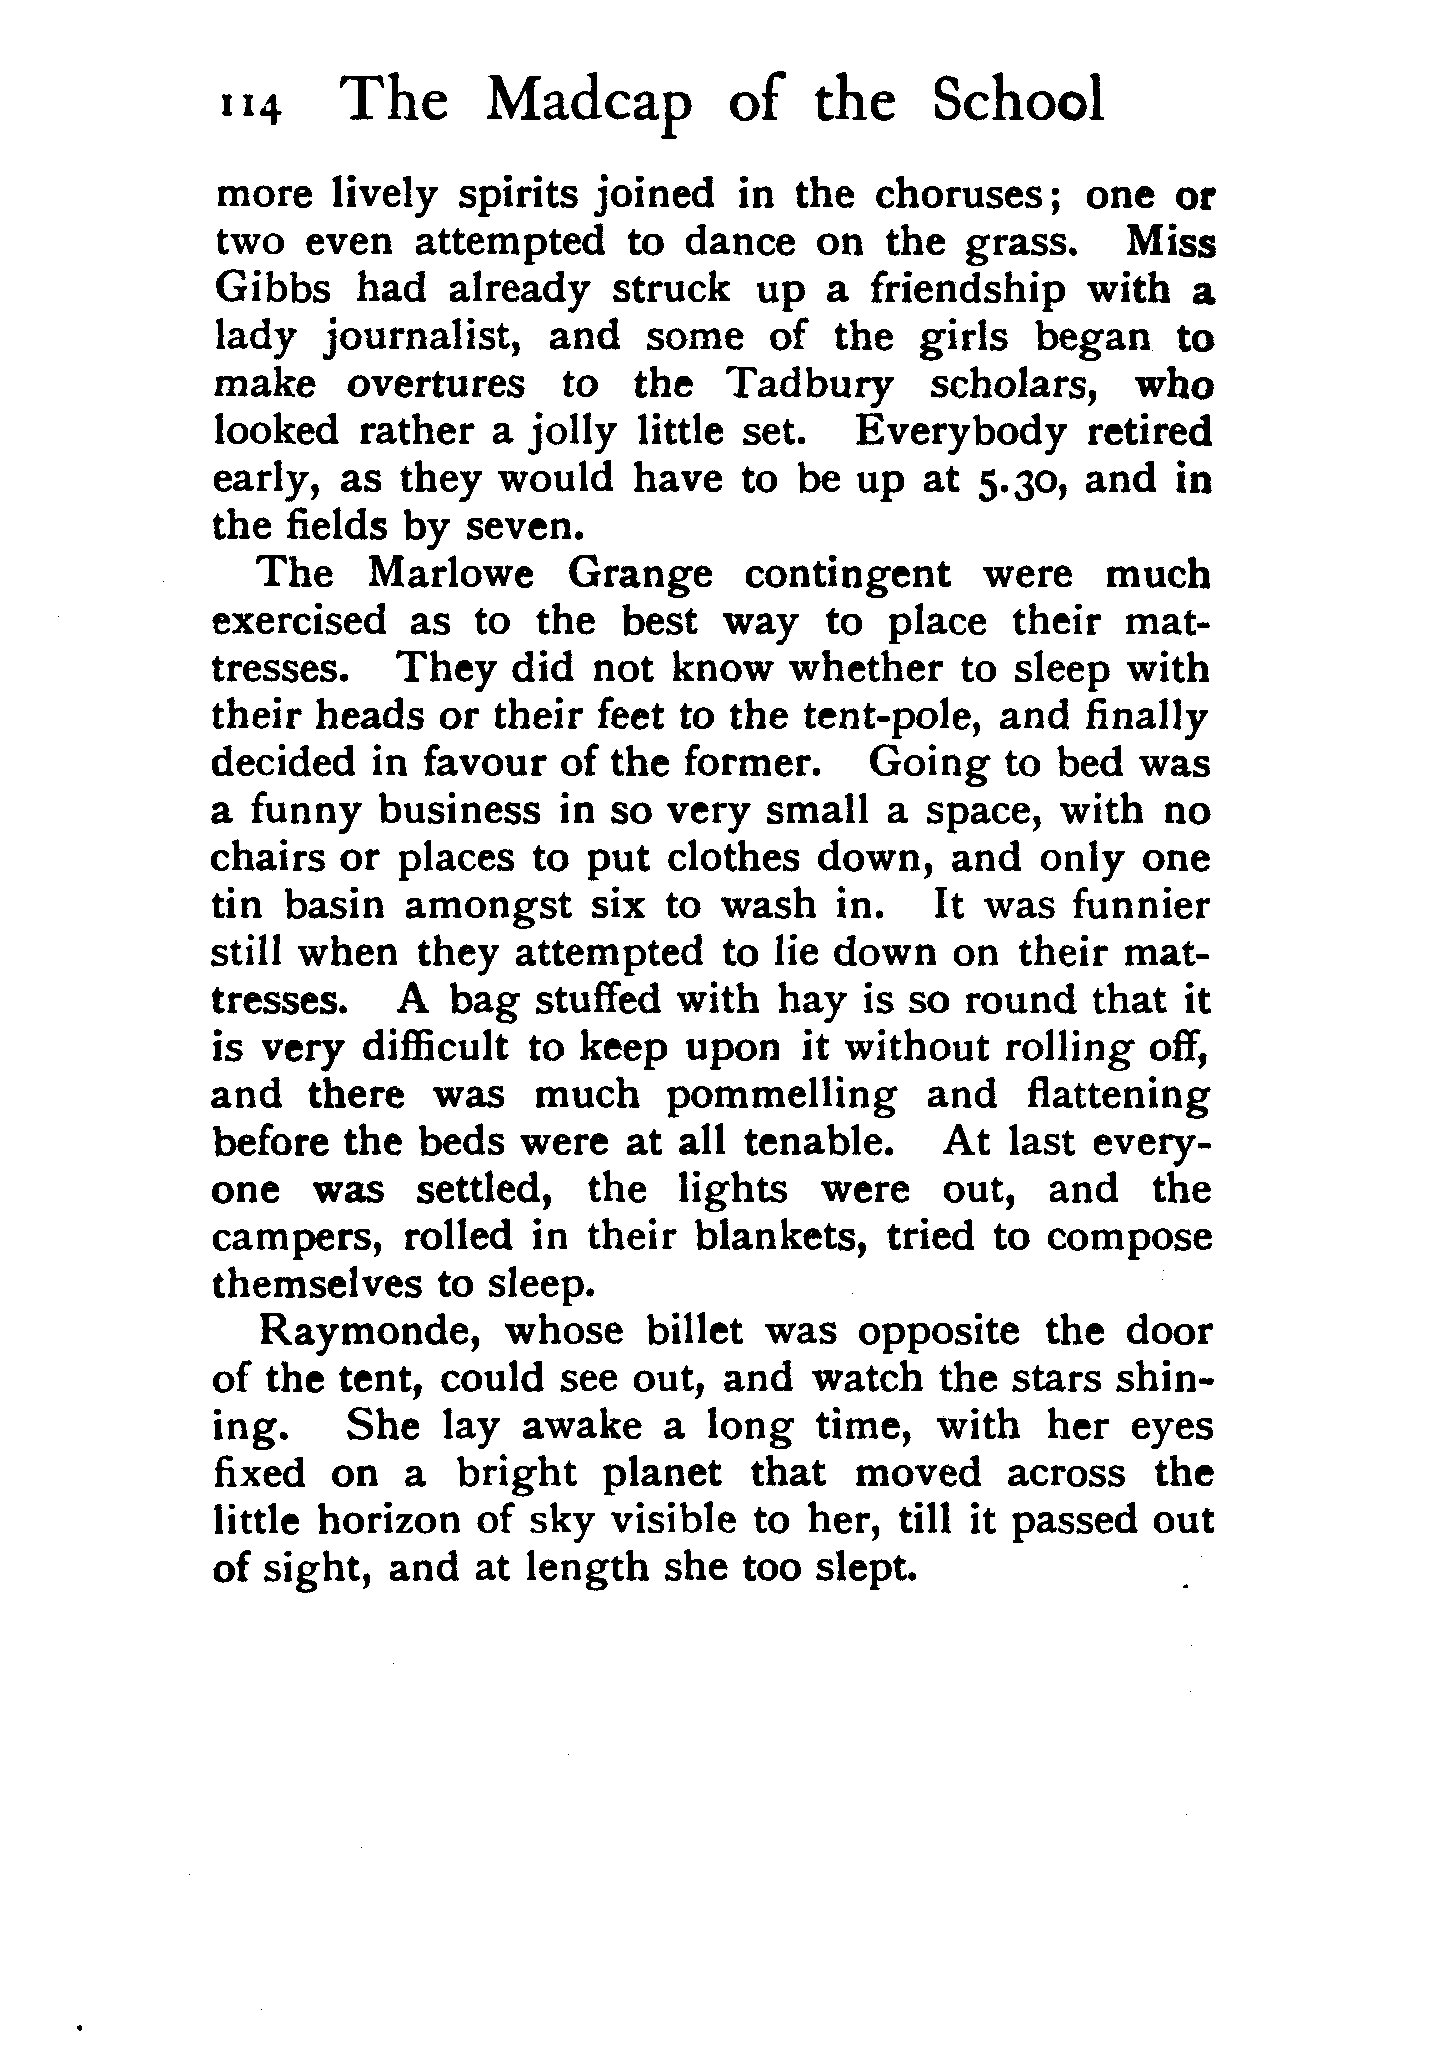 114 The Madcap of the School
more lively spirits joined in the choruses; one or
two even attempted to dance on the grass. Miss
Gibbs had already struck up a friendship with a
lady journalist, and some of the girls began to
make overtures to the Tadbury scholars, who
looked rather a jolly little set. Everybody retired
early, as they would have to be up at 5.30, and in
the fields by seven.
The Marlowe Grange contingent were much
exercised as to the best way to place their mat-
tresses. They did not know whether to sleep with
their heads or their feet to the tent-pole, and finally
decided in favour of the former. Going to bed was
a funny business in so very small a space, with no
chairs or places to put clothes down, and only one
tin basin amongst six to wash in. It was funnier
still when they attempted to lie down on their mat-
tresses. A bag stuffed with hay is so round that it
is very difficult to keep upon it without rolling off,
and there was much pommelling and flattening
before the beds were at all tenable. At last every-
one was settled, the lights were out, and the
campers, rolled in their blankets, tried to compose
themselves to sleep.
Raymonde, whose billet was opposite the door
of the tent, could see out, and watch the stars shin-
ing. She lay awake a long time, with her eyes
fixed on a bright planet that moved across the
little horizon of sky visible to her, till it passed out
of sight, and at length she too slept.